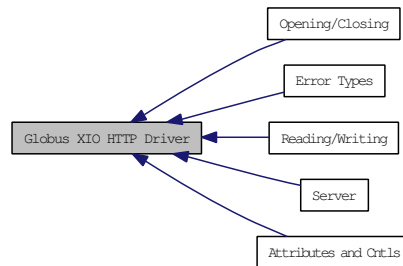 Opening/Closing
Error Types
Globus XIO HTTP Driver
Reading/Writing
Server
Attributes and Cntls